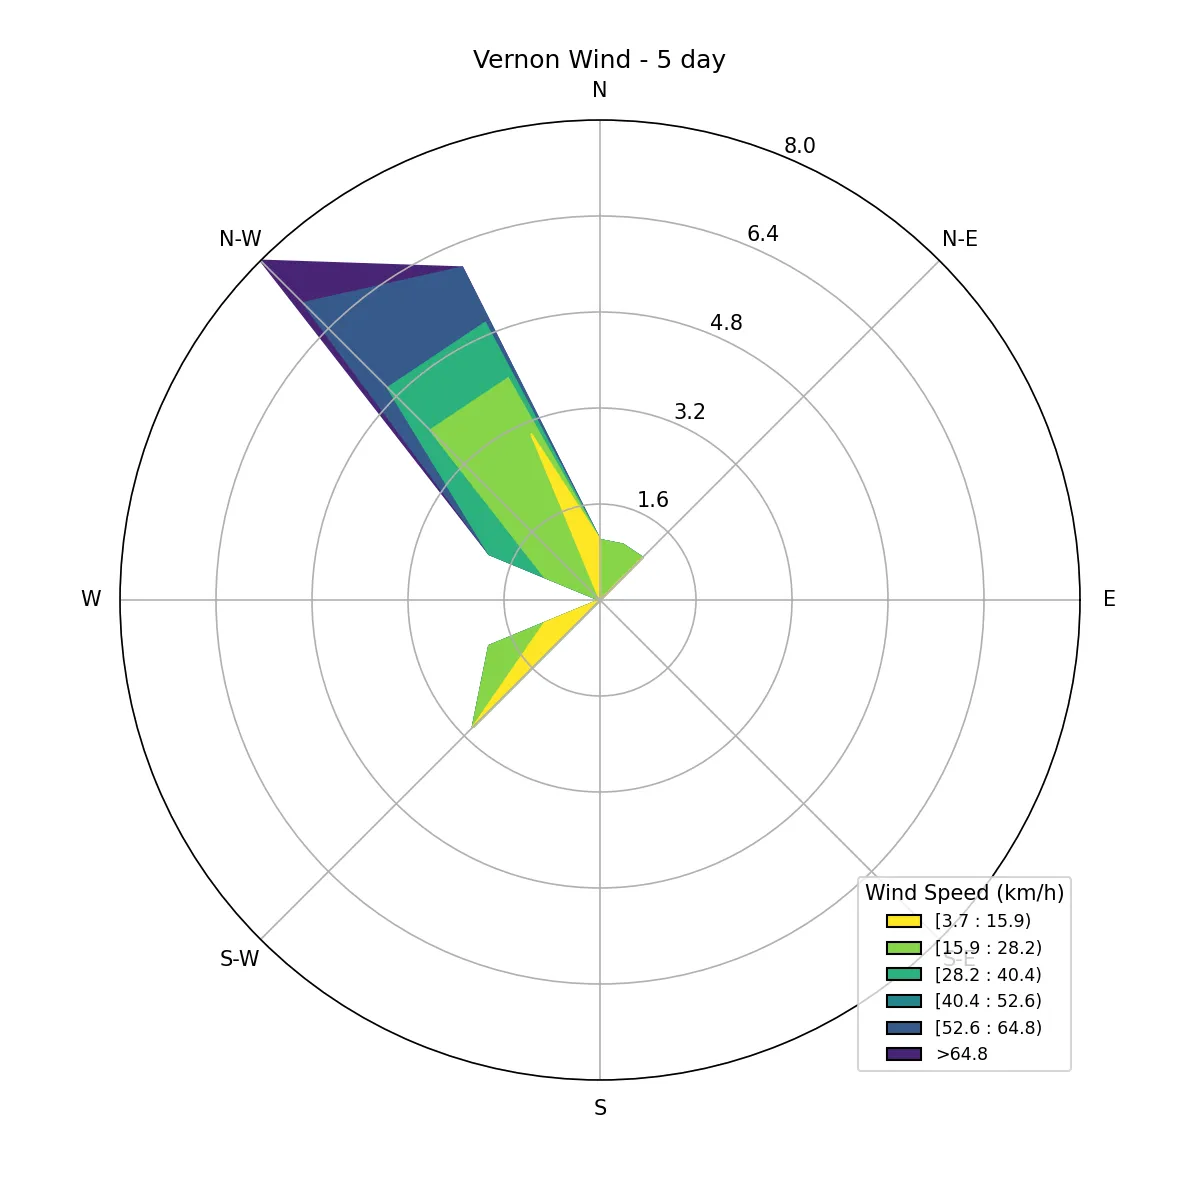 Vernon Wind - 5 day
N
8.0
6.4
N-W
N-E
4.8
3.2
1.6
W
E
S-W
S-E
Wind Speed (km/h)
[3.7 : 15.9)
[15.9 : 28.2)
[28.2 : 40.4)
[40.4 : 52.6)
[52.6 : 64.8)
>64.8
S